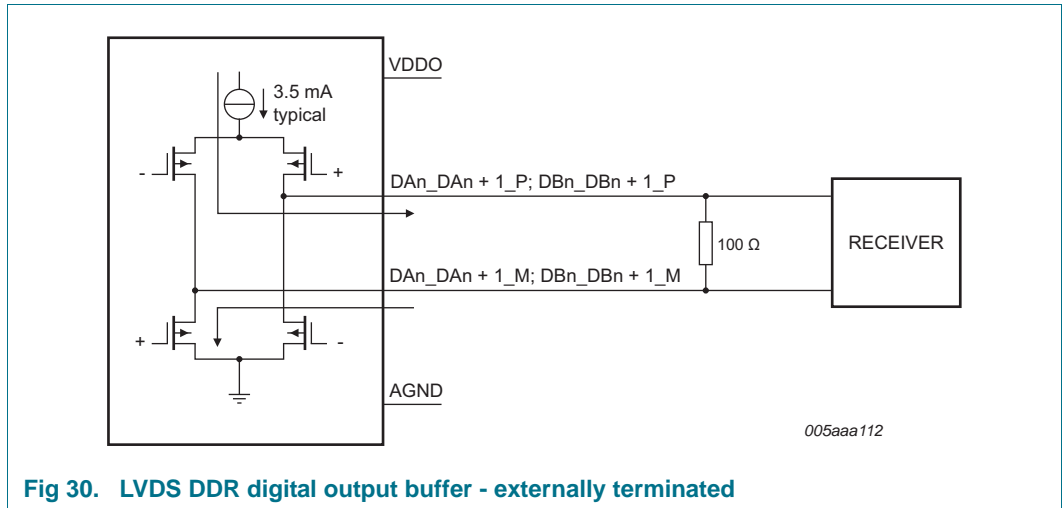 VDDO
3.5 mA
typical
-
+
DAn_DAn + 1_P; DBn_DBn + 1_P
100 Ω
RECEIVER
DAn_DAn + 1_M; DBn_DBn + 1_M
+
-
AGND
005aaa112
Fig 30. LVDS DDR digital output buffer - externally terminated